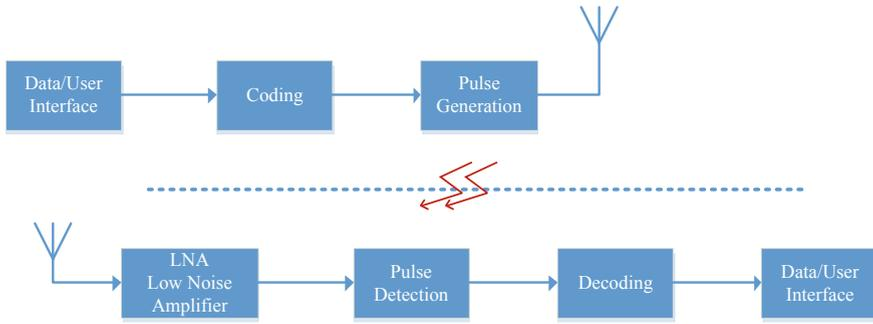 Data/User
Interface
Coding
Pulse
Generation
LNA
Low Noise
Amplifier
Pulse
Detection
Decoding
Data/User
Interface